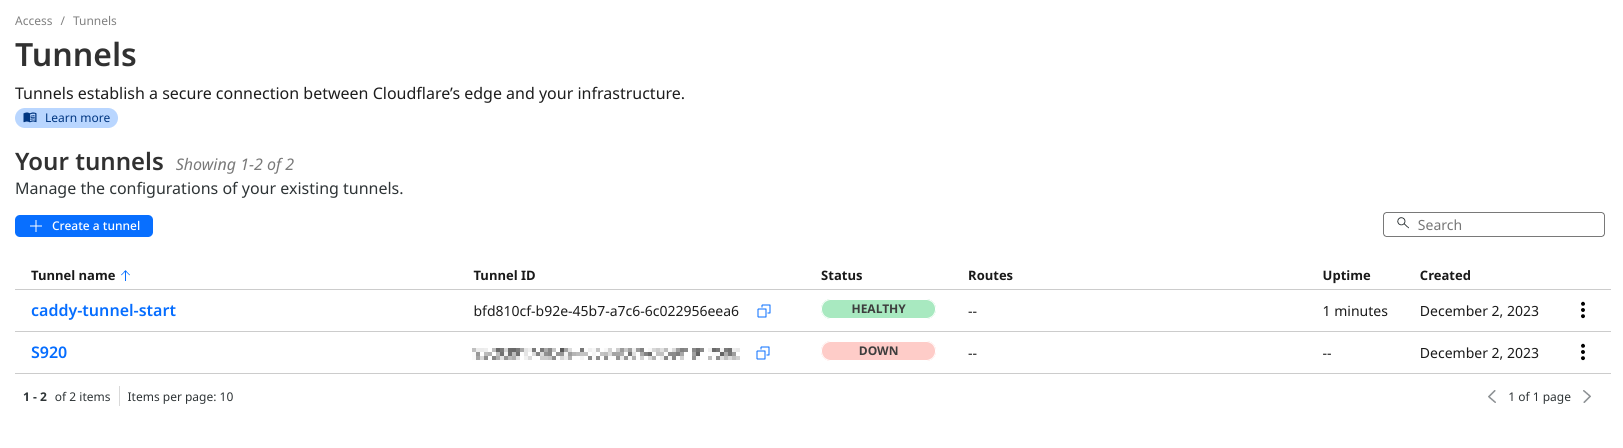 Access / Tunnels
Tunnels
Tunnels establish a secure connection between Cloudflare’s edge and your infrastructure.
Learn more
Your tunnels Showing 1-2 of 2
Manage the configurations of your existing tunnels.
+ Create a tunnel
Search
Tunnel name ↑ Tunnel ID Status Routes Uptime Created
caddy-tunnel-start bfd810cf-b92e-45b7-a7c6-6c022956eea6 HEALTHY -- 1 minutes December 2, 2023
S920 DOWN -- -- December 2, 2023
1 - 2 of 2 items Items per page: 10 1 of 1 page